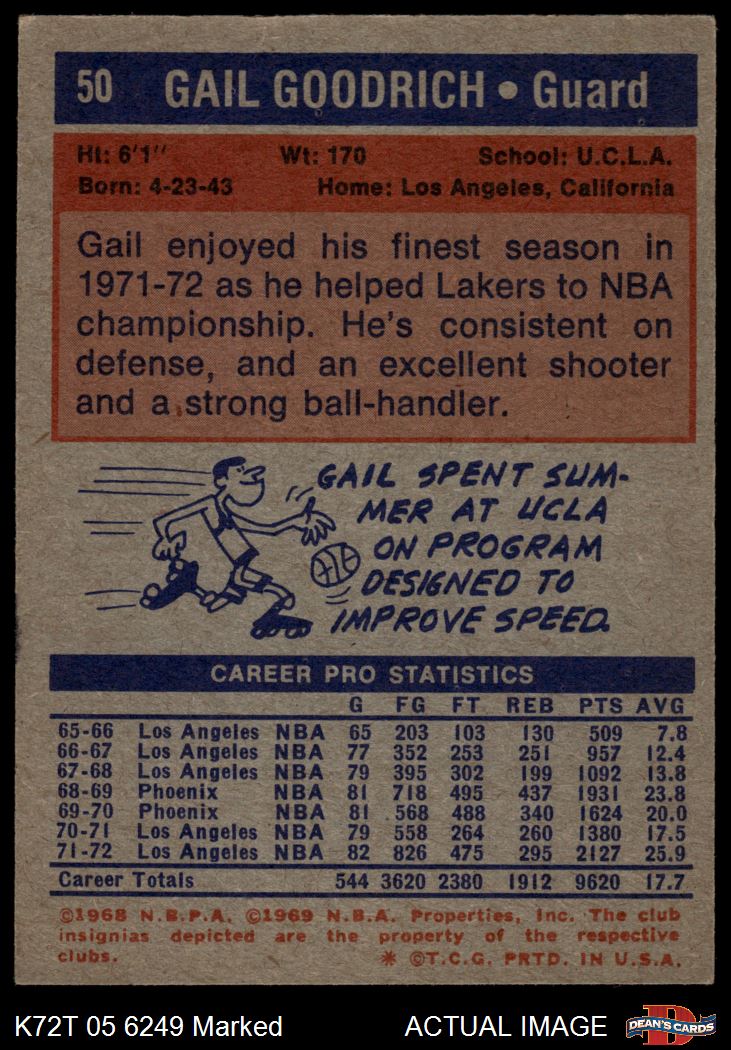 50 GAIL GOODRICH • Guard
Ht: 6'1" Wt: 170 School: U.C.L.A.
Born: 4-23-43 Home: Los Angeles, California
Gail enjoyed his finest season in
1971-72 as he helped Lakers to NBA
championship. He's consistent on
defense, and an excellent shooter
and a strong ball-handler.
GAIL SPENT SUM-
MER AT UCLA
ON PROGRAM
DESIGNED TO
IMPROVE SPEED.
CAREER PRO STATISTICS
G FG FT REB PTS AVG
65-66 Los Angeles NBA 65 203 103 130 509 7.8
66-67 Los Angeles NBA 77 352 253 251 957 12.4
67-68 Los Angeles NBA 79 395 302 199 1092 13.8
68-69 Phoenix NBA 81 718 495 437 1931 23.8
69-70 Phoenix NBA 81 568 488 340 1624 20.0
70-71 Los Angeles NBA 79 558 264 260 1380 17.5
71-72 Los Angeles NBA 82 826 475 295 2127 25.9
Career Totals 544 3620 2380 1912 9620 17.7
©1968 N.B.P.A. ©1969 N.B.A. Properties, Inc. The club
insignias depicted are the property of the respective
clubs. * ©T.C.G. PRTD. IN U.S.A.
K72T 05 6249 Marked ACTUAL IMAGE DEAN'S CARDS